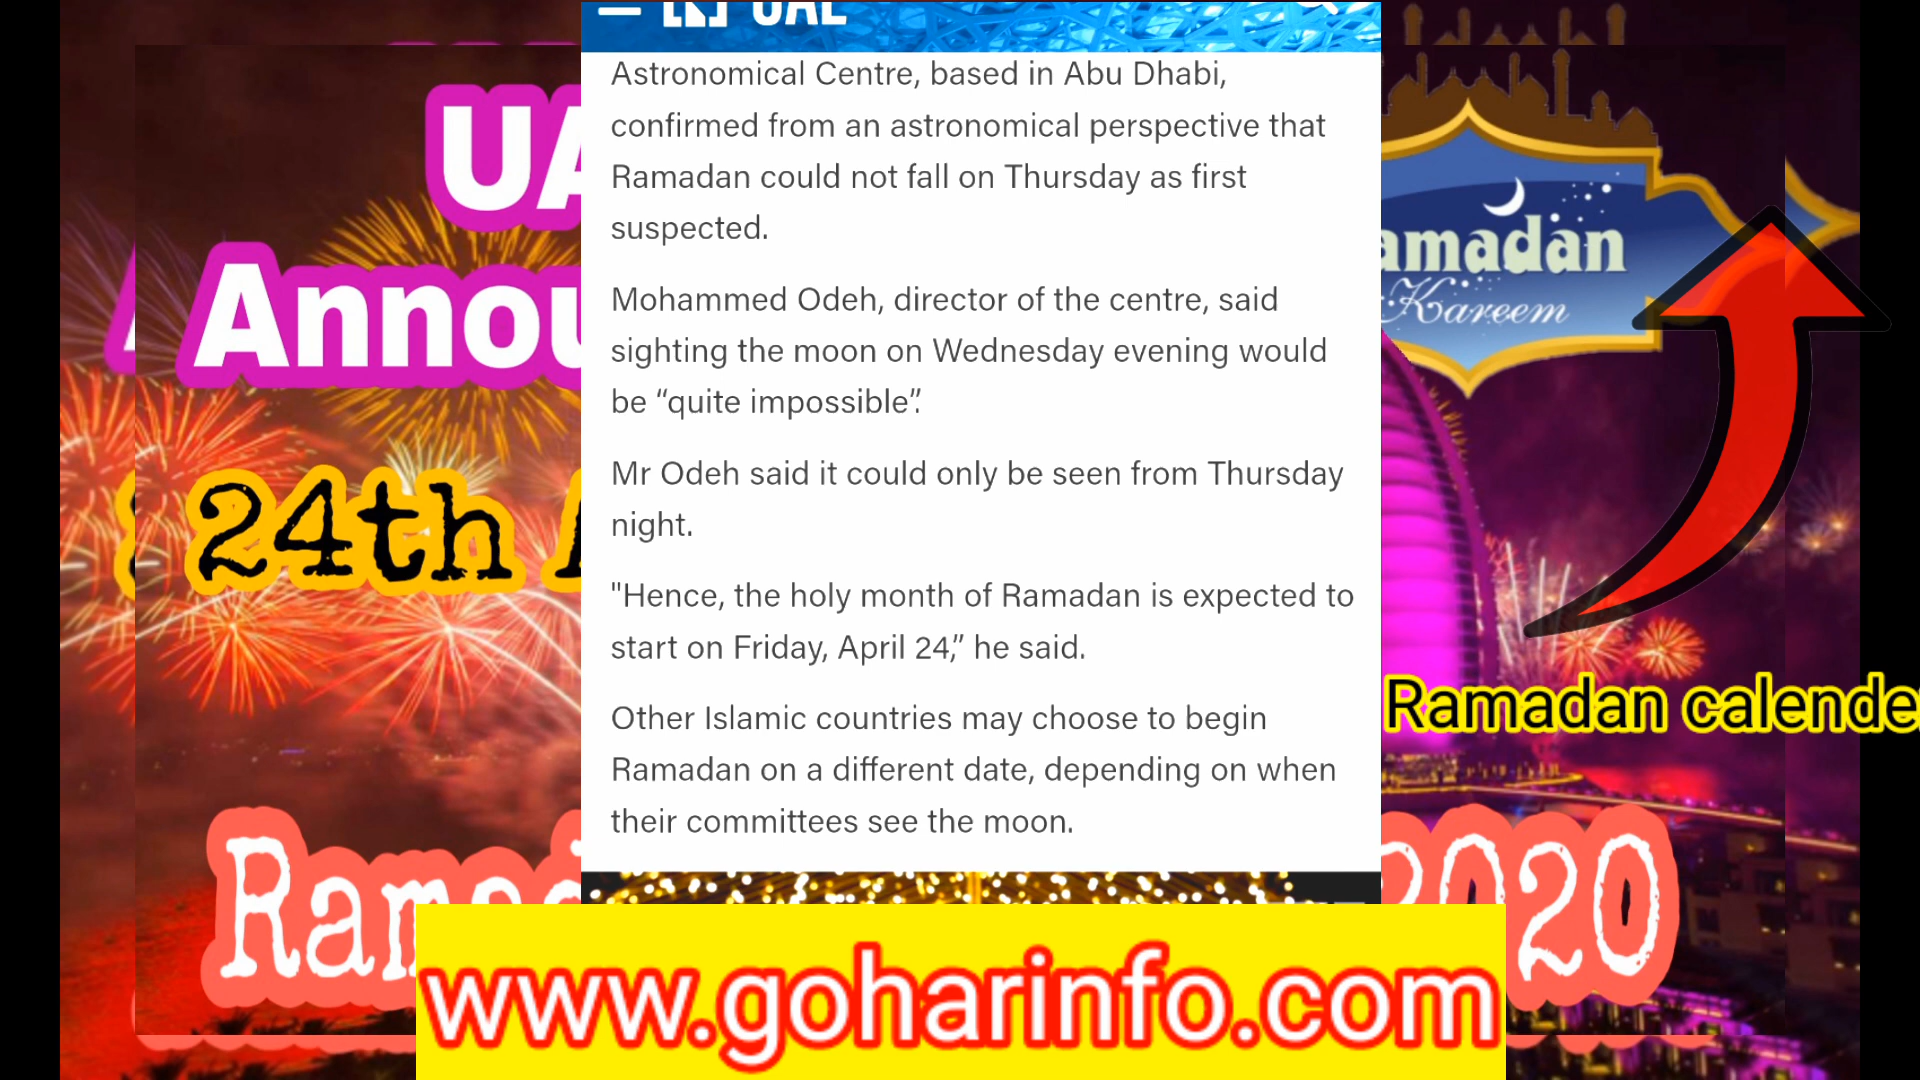 UAE
Astronomical Centre, based in Abu Dhabi,
confirmed from an astronomical perspective that
Ramadan could not fall on Thursday as first
suspected.
Mohammed Odeh, director of the centre, said
sighting the moon on Wednesday evening would
be “quite impossible”.
Mr Odeh said it could only be seen from Thursday
night.
"Hence, the holy month of Ramadan is expected to
start on Friday, April 24,” he said.
Other Islamic countries may choose to begin
Ramadan on a different date, depending on when
their committees see the moon.
UA
Annou
24th
amadan
Kareem
Ramadan calende
Ram
2020
www.goharinfo.com